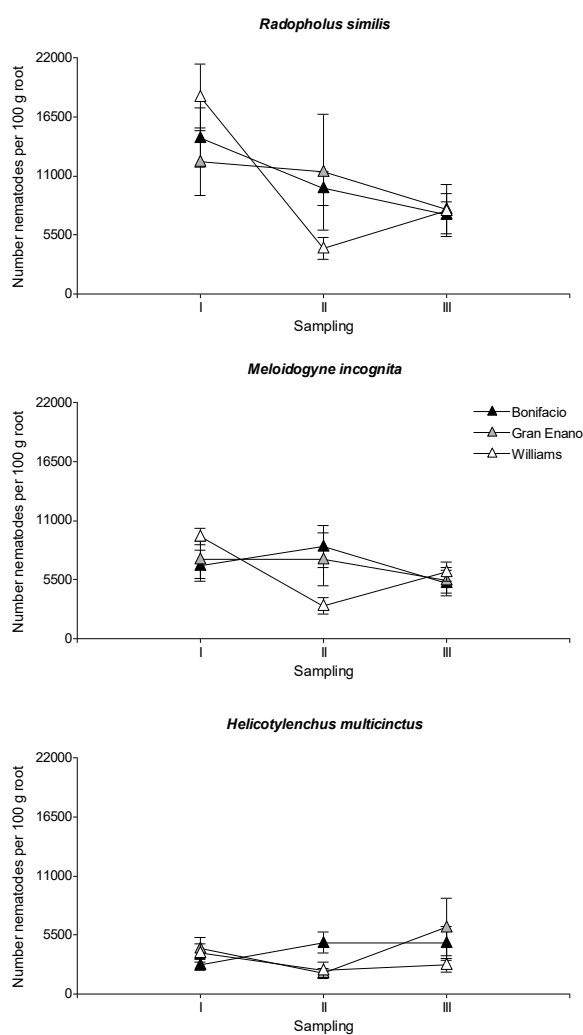 Radopholus similis
Number nematodes per 100 g root
22000
16500
11000
5500
0
I
II
III
Sampling
Meloidogyne incognita
Number nematodes per 100 g root
22000
16500
11000
5500
0
Bonifacio
Gran Enano
Williams
I
II
III
Sampling
Helicotylenchus multicinctus
Number nematodes per 100 g root
22000
16500
11000
5500
0
I
II
III
Sampling